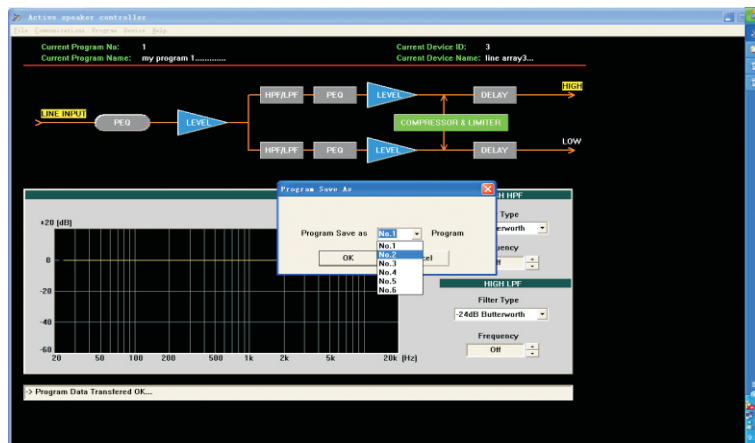 Active speaker controller
File Communications Program Device Help
Current Program No: 1
Current Program Name: my program 1............
Current Device ID: 3
Current Device Name: line array3...
HPF/LPF PEQ LEVEL DELAY HIGH
LINE INPUT
PEQ LEVEL COMPRESSOR & LIMITER
HPF/LPF PEQ LEVEL DELAY LOW
Program Save As
HPF
Type
+20 (dB)
Program Save as No.1 Program
No.1
No.2
No.3
No.4
No.5
No.6
OK
0
-20
-40
-60
20 50 100 200 500 1k 2k 5k 20k (Hz)
HIGH LPF
Filter Type
-24dB Butterworth
Frequency
Off
-> Program Data Transfered OK...